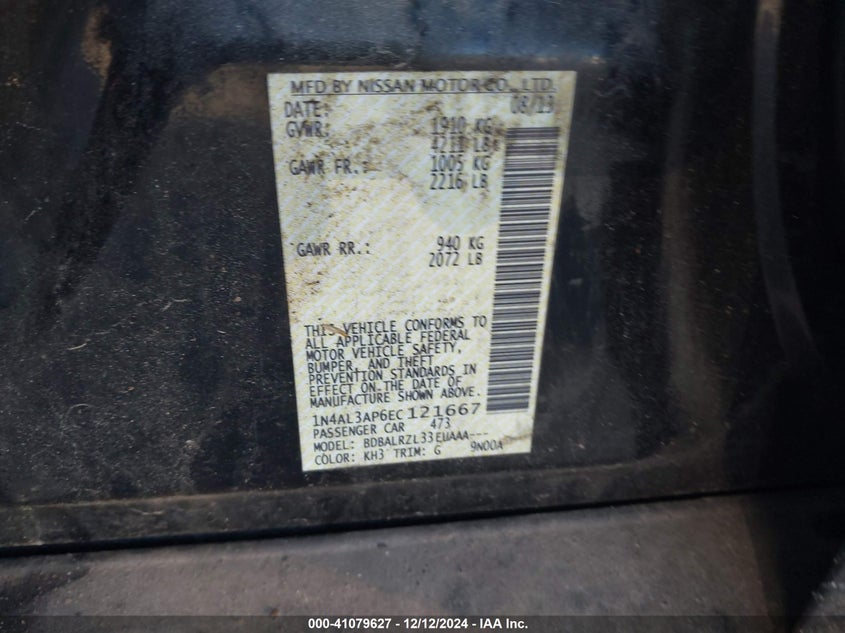 MFD BY NISSAN MOTOR CO., LTD.
DATE: 08/13
GVWR: 1910 KG
4211 LB
GAWR FR.: 1005 KG
2216 LB
GAWR RR.: 940 KG
2072 LB
THIS VEHICLE CONFORMS TO
ALL APPLICABLE FEDERAL
MOTOR VEHICLE SAFETY,
BUMPER, AND THEFT
PREVENTION STANDARDS IN
EFFECT ON THE DATE OF
MANUFACTURE SHOWN ABOVE.
1N4AL3AP6EC121667
PASSENGER CAR 473
MODEL: BDBALRZL33EUAAA---
COLOR: KH3 TRIM: G 9N00A
000-41079627 - 12/12/2024 - IAA Inc.